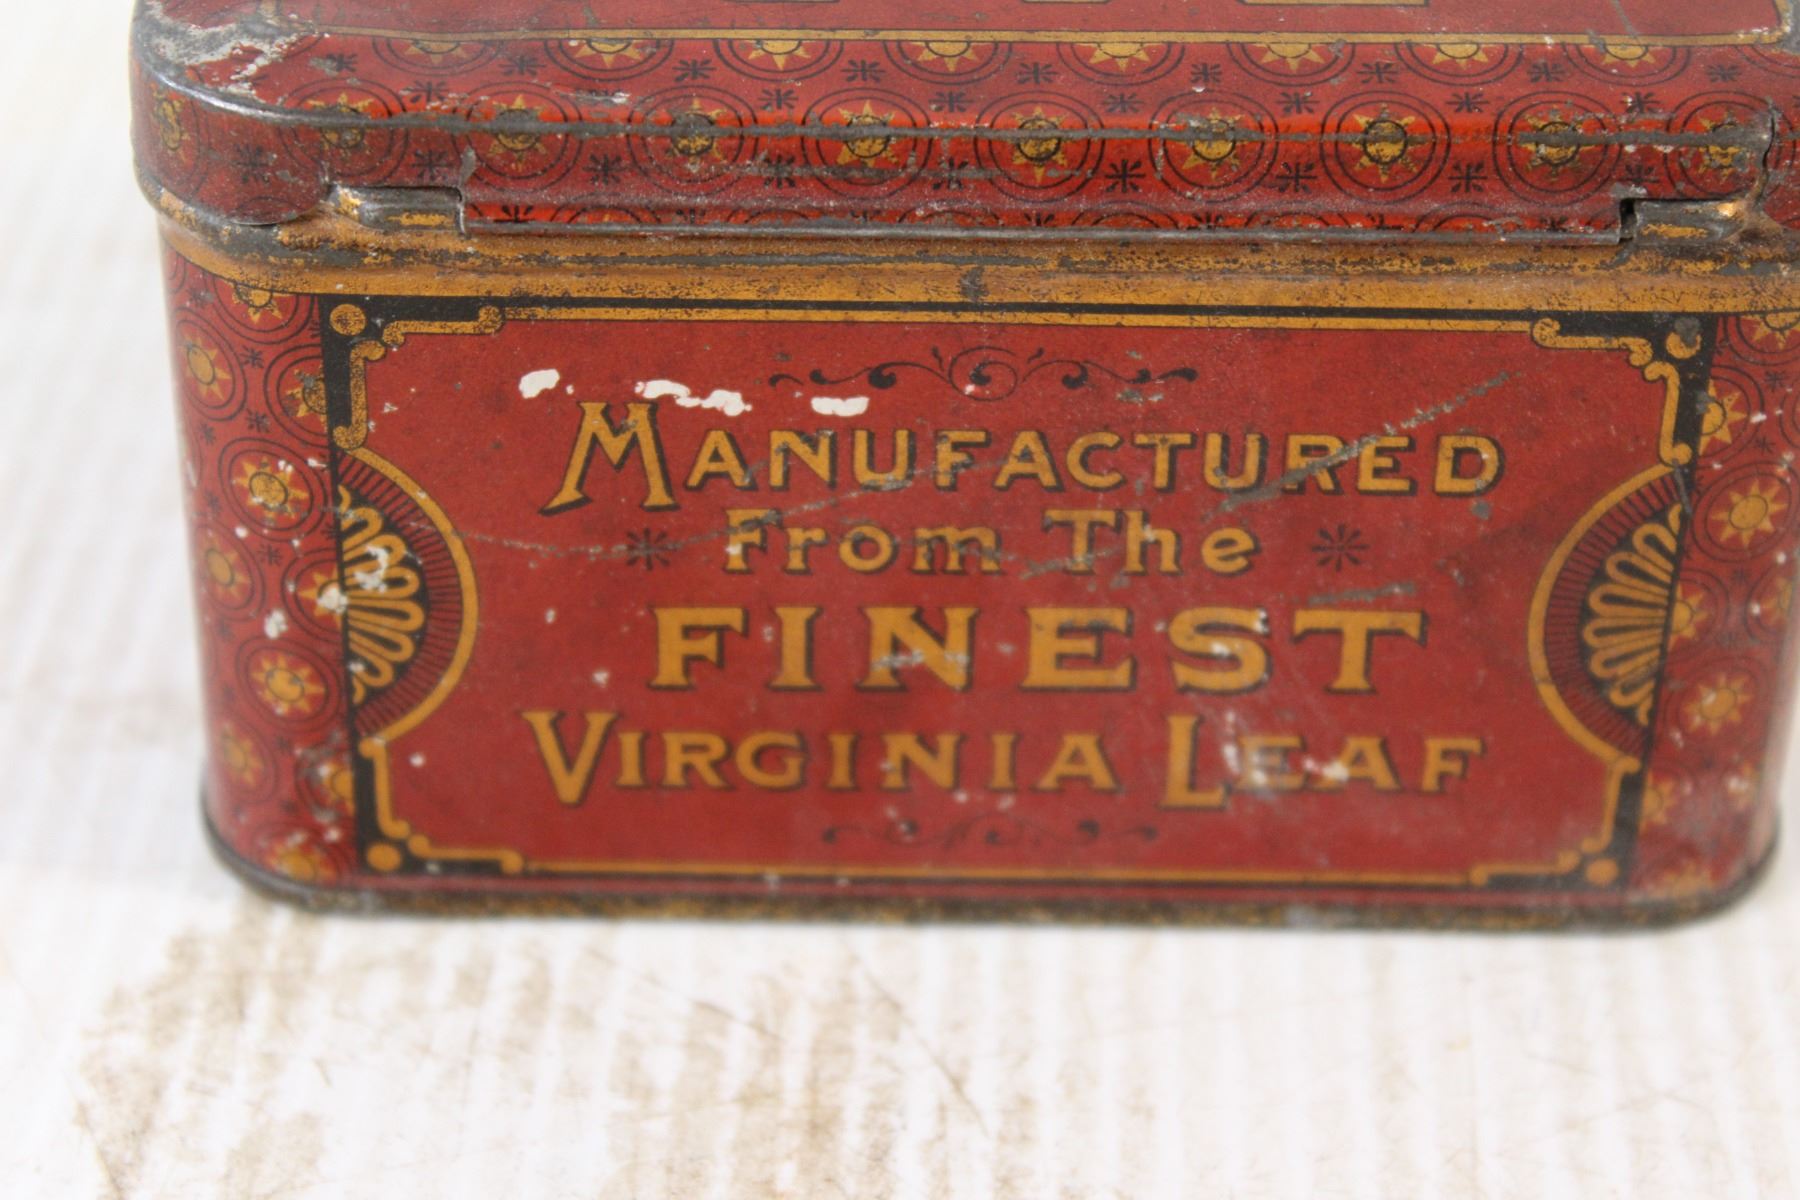 MANUFACTURED
From The
FINEST
VIRGINIA LEAF